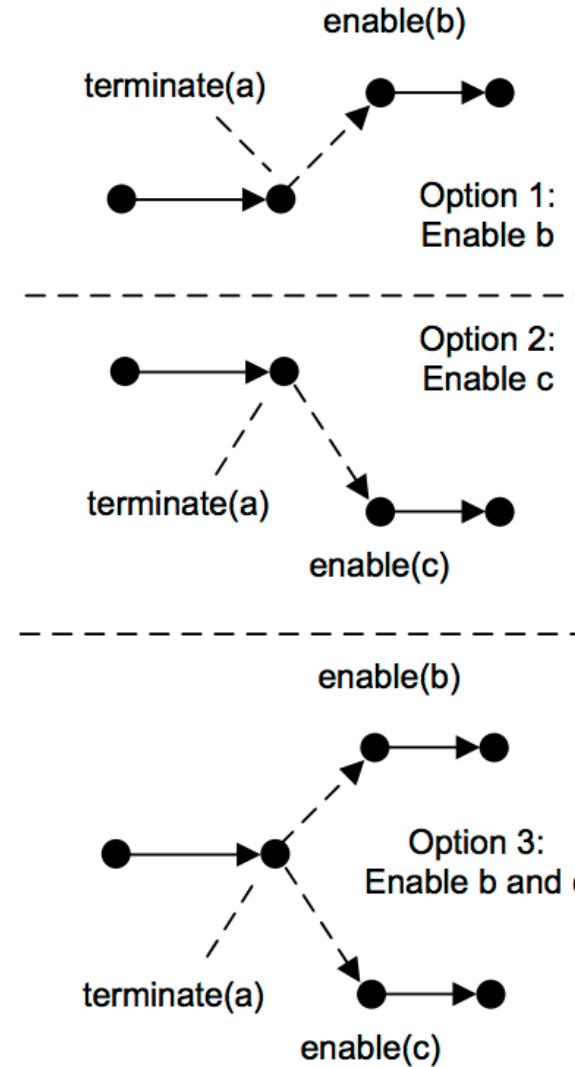 enable(b)
terminate(a)
Option 1:
Enable b
Option 2:
Enable c
terminate(a)
enable(c)
enable(b)
Option 3:
Enable b and
terminate(a)
enable(c)